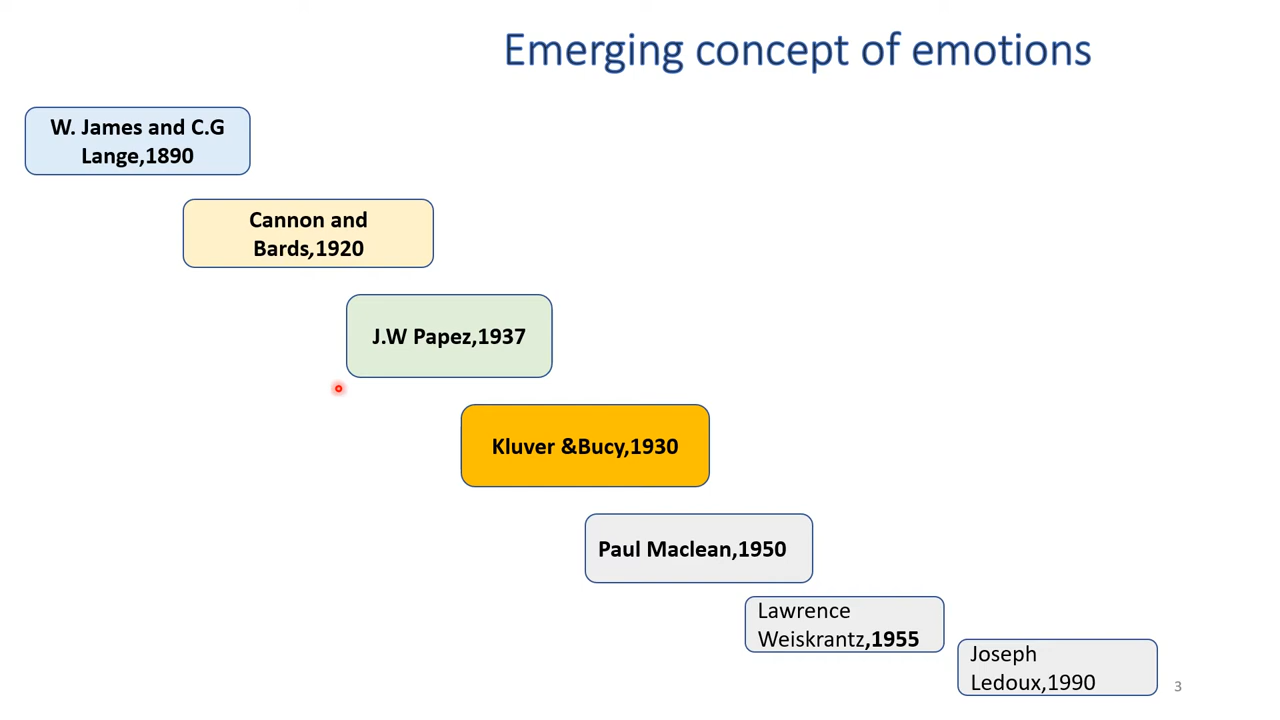 Emerging concept of emotions
W. James and C.G
Lange,1890
Cannon and
Bards,1920
J.W Papez,1937
Kluver &Bucy,1930
Paul Maclean,1950
Lawrence
Weiskrantz,1955
Joseph
Ledoux,1990
3